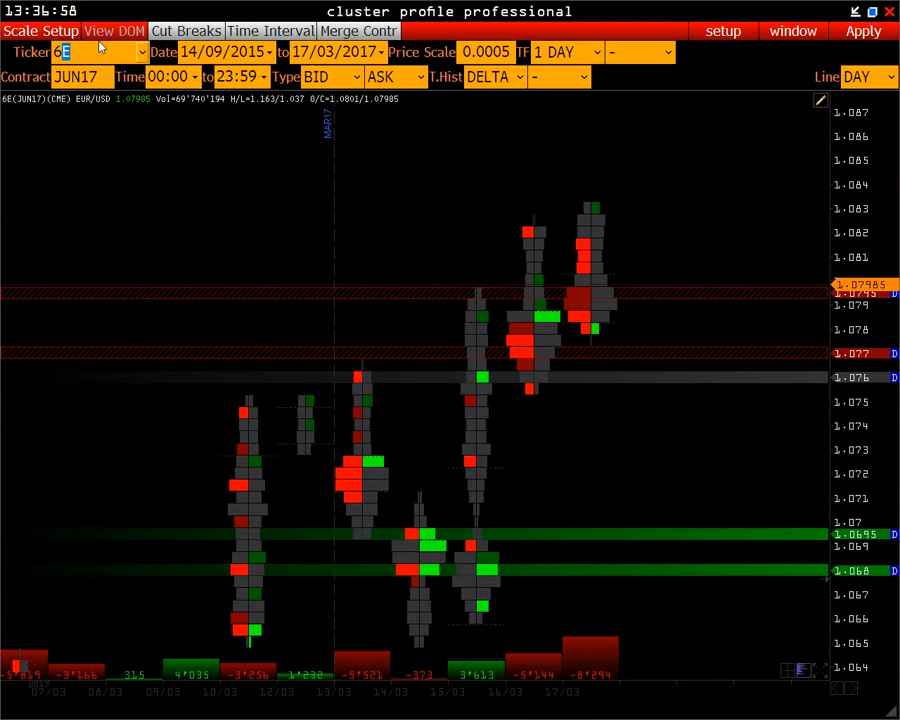 13:36:58 cluster profile professional
Scale Setup View DOM Cut Breaks Time Interval Merge Contr setup window Apply
Ticker 6E Date 14/09/2015 to 17/03/2017 Price Scale 0.0005 TF 1 DAY -
Contract JUN17 Time 00:00 to 23:59 Type BID ASK T.Hist DELTA - Line DAY
6E(JUN17)(CME) EUR/USD 1.07985 Vol=69'740'194 H/L=1.163/1.037 O/C=1.0801/1.07985
MAR17
1.087
1.086
1.085
1.084
1.083
1.082
1.081
1.07985
1.0795 D
1.079
1.078
1.077 D
1.076 D
1.075
1.074
1.073
1.072
1.071
1.07
1.0695 D
1.069
1.068 D
1.067
1.066
1.065
1.064
-5'819 -3'166 315 4'035 -3'256 1'232 -5'521 -373 3'613 -5'144 -8'294
2017
07/03 08/03 09/03 10/03 12/03 13/03 14/03 15/03 16/03 17/03